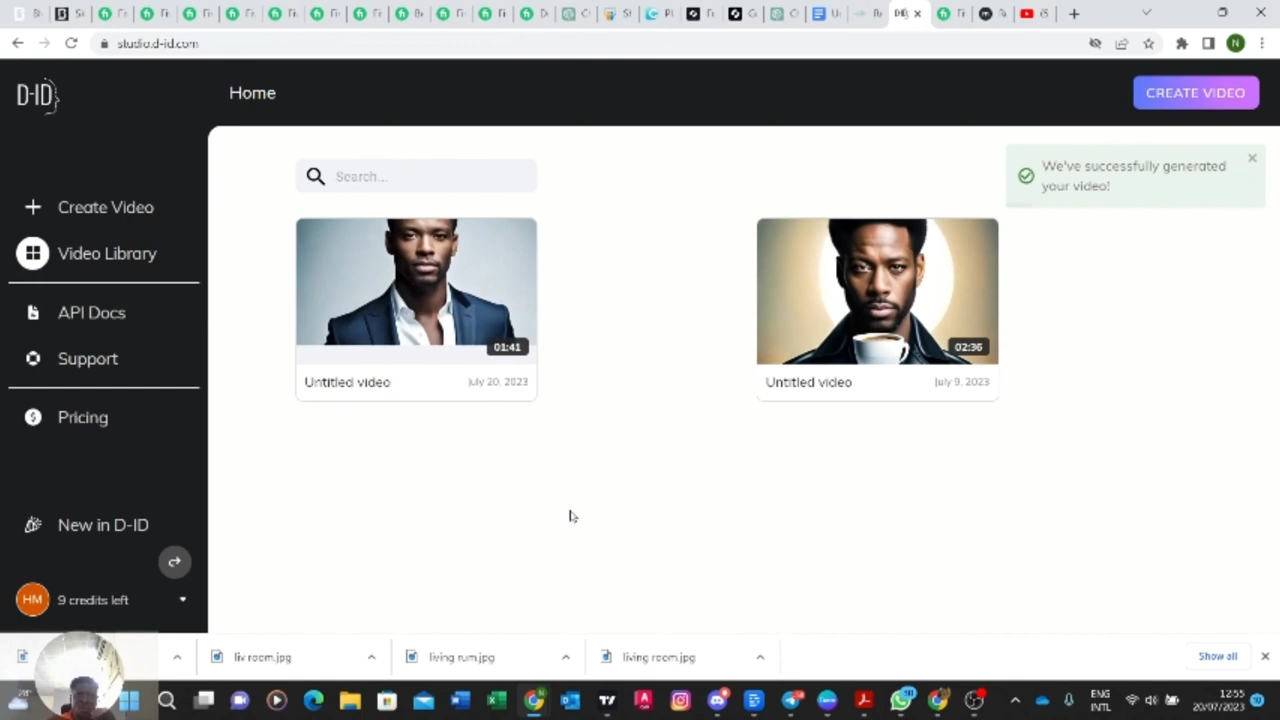 studio.d-id.com
N
D-ID
Home
CREATE VIDEO
Search...
We've successfully generated
your video!
Create Video
Video Library
API Docs
Support
Pricing
New in D-ID
HM
9 credits left
01:41
Untitled video
July 20, 2023
02:36
Untitled video
July 9, 2023
liv room.jpg
living rum.jpg
living room.jpg
Show all
ENG
INTL
12:55
20/07/2023